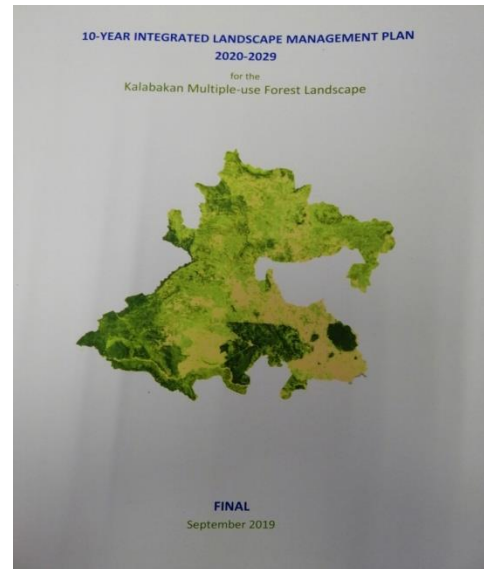 10-YEAR INTEGRATED LANDSCAPE MANAGEMENT PLAN
2020-2029
for the
Kalabakan Multiple-use Forest Landscape
FINAL
September 2019